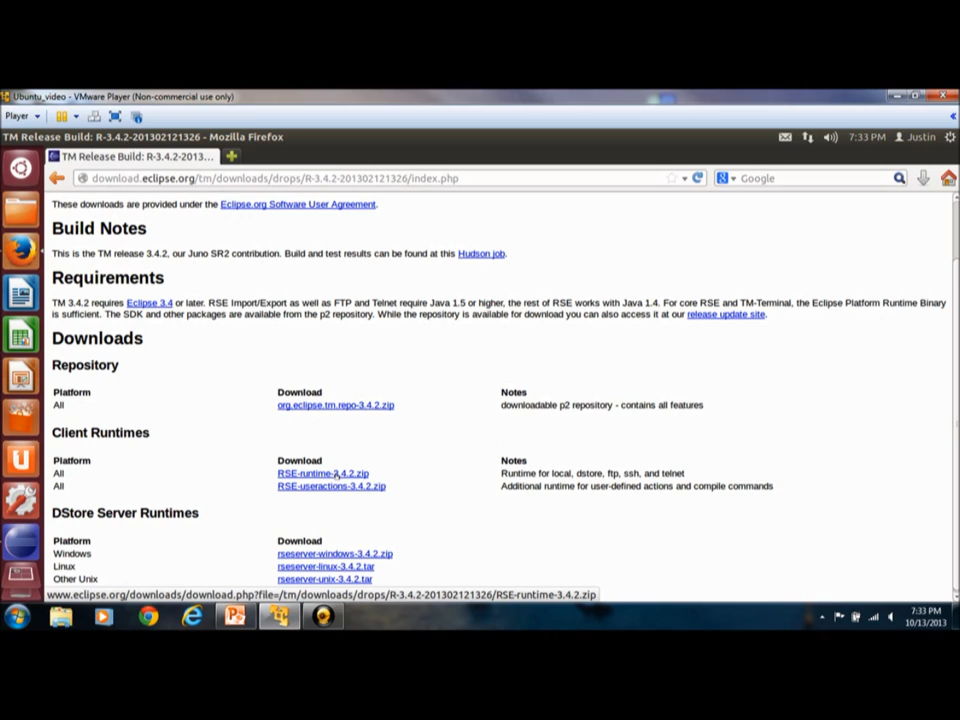 Ubuntu_video - VMware Player (Non-commercial use only)
Player
TM Release Build: R-3.4.2-201302121326 - Mozilla Firefox
7:33 PM
Justin
TM Release Build: R-3.4.2-2013...
download.eclipse.org/tm/downloads/drops/R-3.4.2-201302121326/index.php
Google
These downloads are provided under the Eclipse.org Software User Agreement.
Build Notes
This is the TM release 3.4.2, our Juno SR2 contribution. Build and test results can be found at this Hudson job.
Requirements
TM 3.4.2 requires Eclipse 3.4 or later. RSE Import/Export as well as FTP and Telnet require Java 1.5 or higher, the rest of RSE works with Java 1.4. For core RSE and TM-Terminal, the Eclipse Platform Runtime Binary
is sufficient. The SDK and other packages are available from the p2 repository. While the repository is available for download you can also access it at our release update site.
Downloads
Repository
Platform Download Notes
All org.eclipse.tm.repo-3.4.2.zip downloadable p2 repository - contains all features
Client Runtimes
Platform Download Notes
All RSE-runtime-3.4.2.zip Runtime for local, dstore, ftp, ssh, and telnet
All RSE-useractions-3.4.2.zip Additional runtime for user-defined actions and compile commands
DStore Server Runtimes
Platform Download
Windows rseserver-windows-3.4.2.zip
Linux rseserver-linux-3.4.2.tar
Other Unix rseserver-unix-3.4.2.tar
www.eclipse.org/downloads/download.php?file=/tm/downloads/drops/R-3.4.2-201302121326/RSE-runtime-3.4.2.zip
7:33 PM
10/13/2013